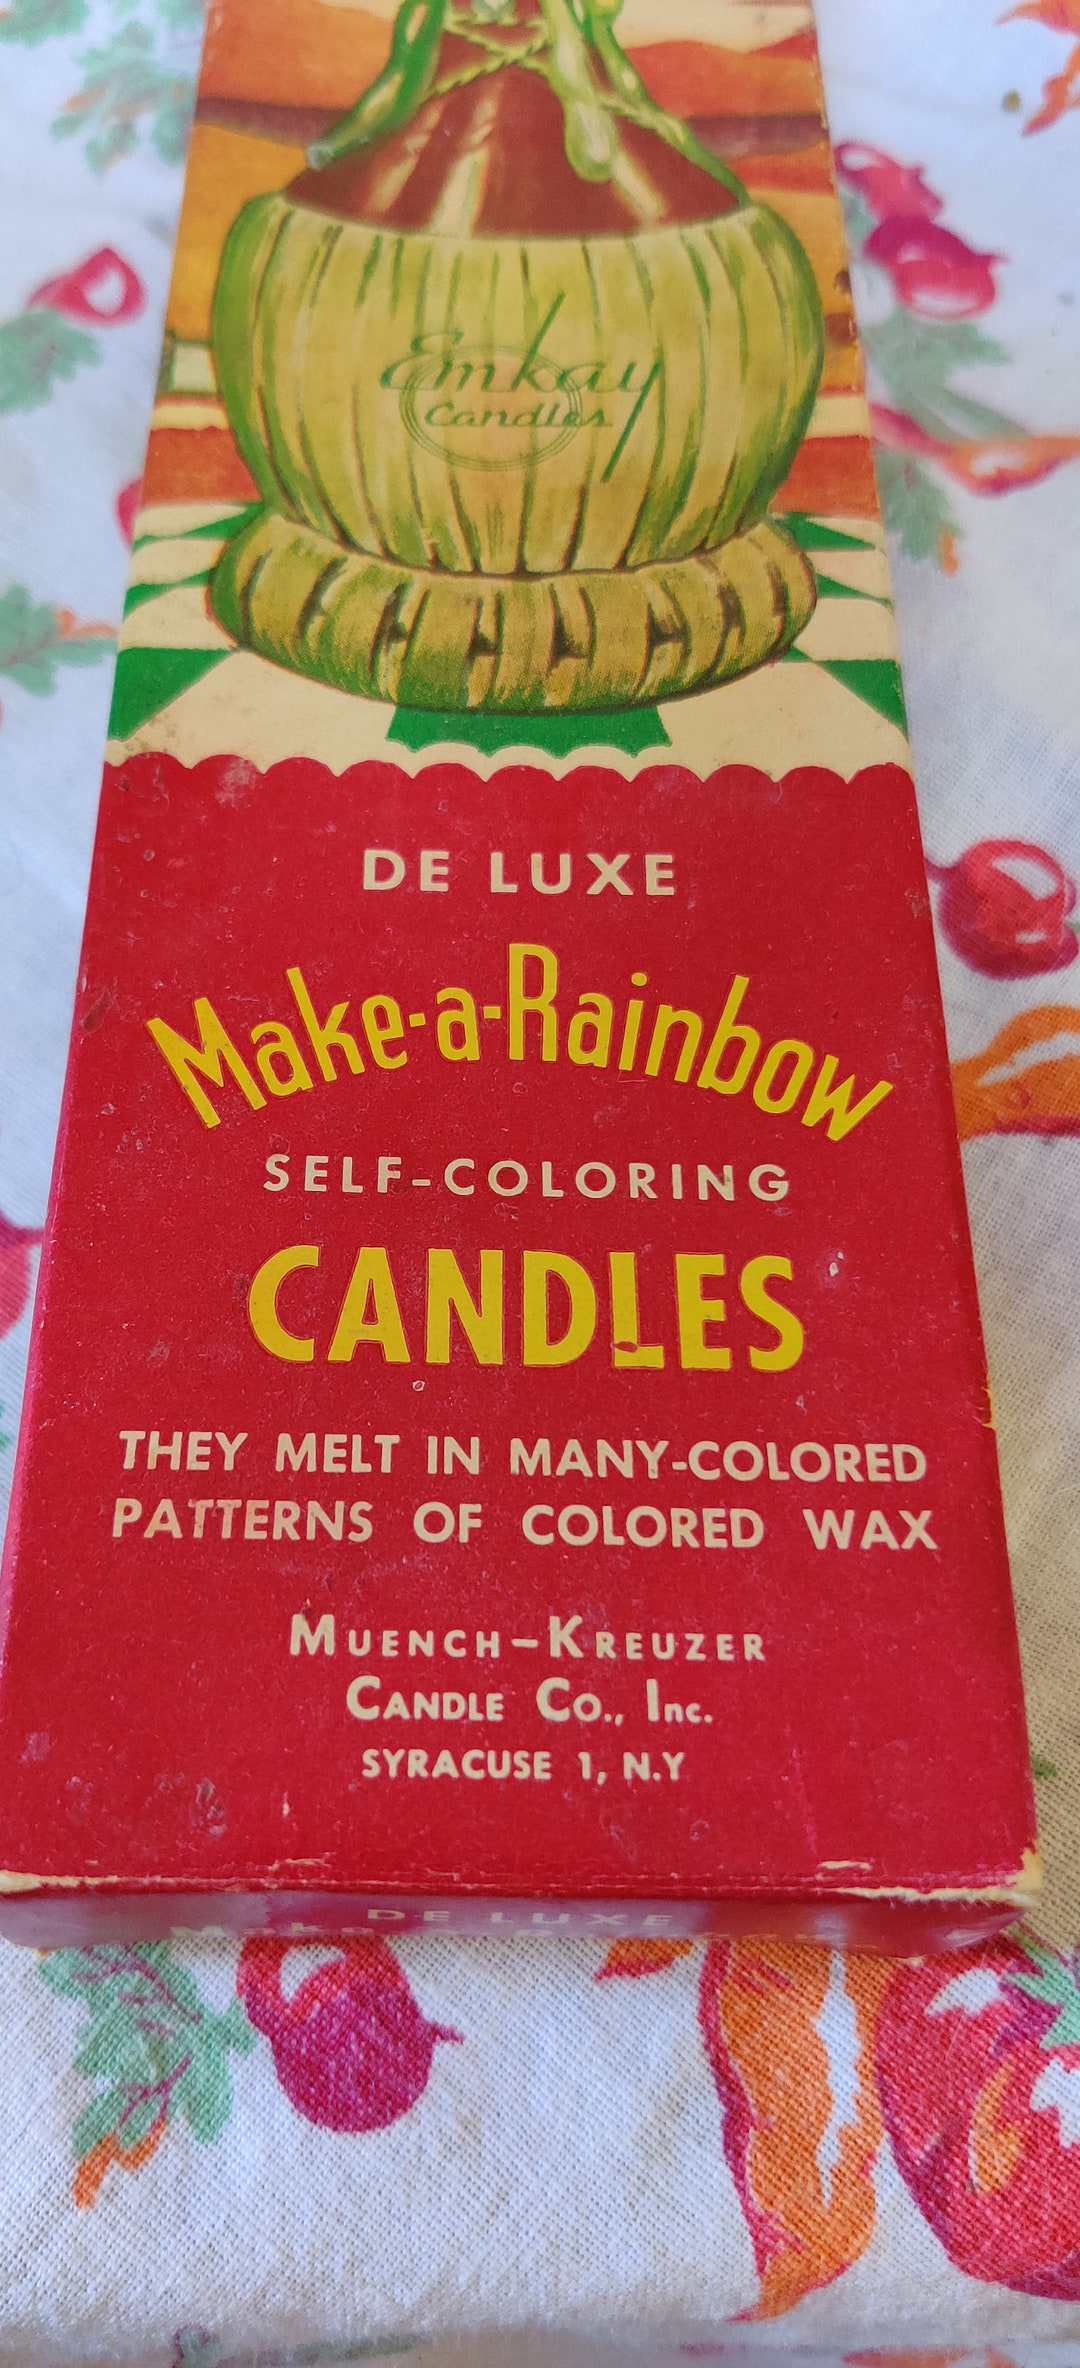 Emkay
Candles
DE LUXE
Make-a-Rainbow
SELF-COLORING
CANDLES
THEY MELT IN MANY-COLORED
PATTERNS OF COLORED WAX
MUENCH-KREUZER
CANDLE CO., Inc.
SYRACUSE 1, N.Y
DE LUXE